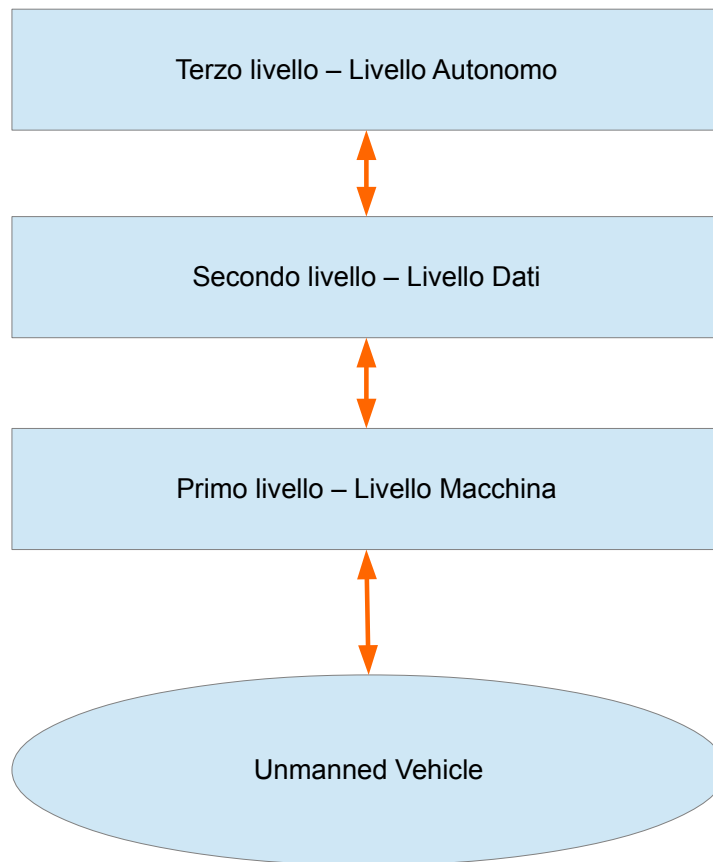 Terzo livello – Livello Autonomo
Secondo livello – Livello Dati
Primo livello – Livello Macchina
Unmanned Vehicle